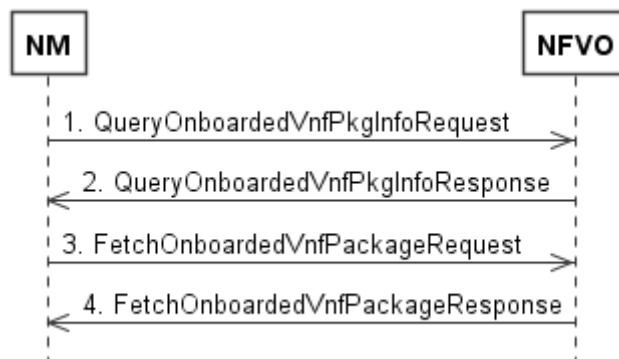 NM
NFVO
1. QueryOnboardedVnfPkgInfoRequest
2. QueryOnboardedVnfPkgInfoResponse
3. FetchOnboardedVnfPackageRequest
4. FetchOnboardedVnfPackageResponse